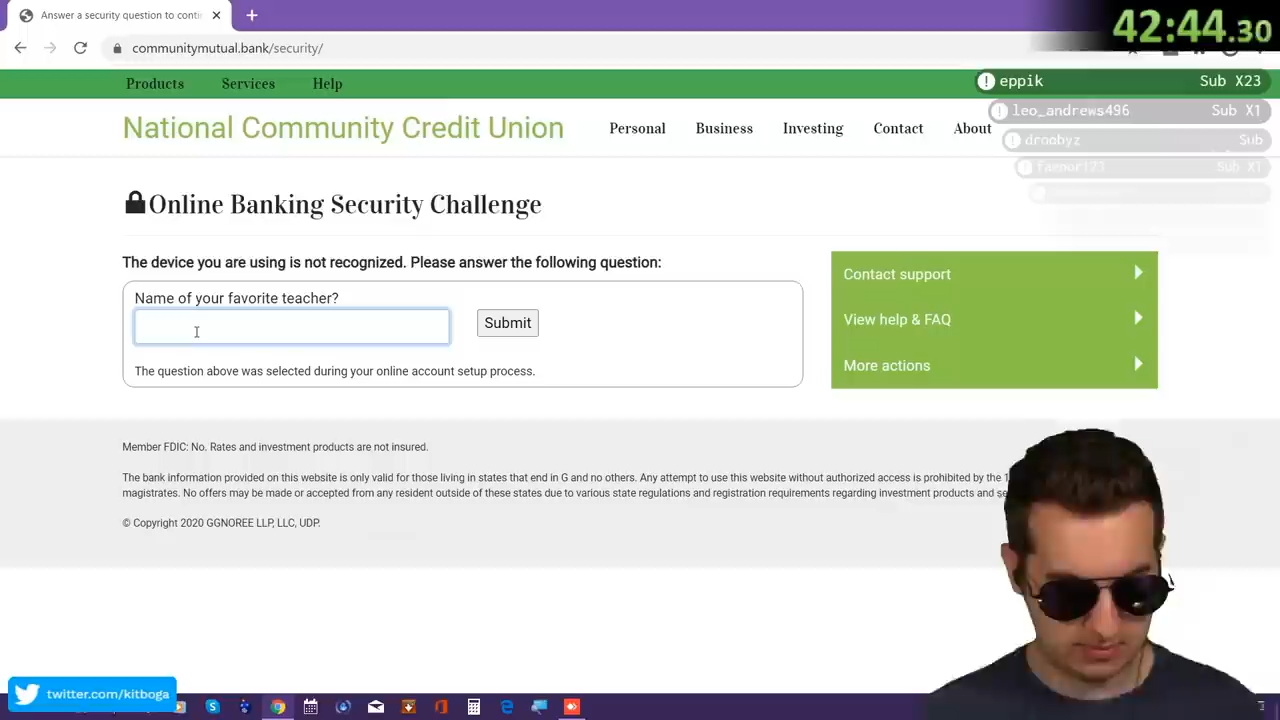 Answer a security question to conti
42:44.30
communitymutual.bank/security/
Products Services Help
eppik Sub X23
leo_andrews496 Sub X1
National Community Credit Union
Personal Business Investing Contact About
droobyz Sub
Sub X1
Online Banking Security Challenge
The device you are using is not recognized. Please answer the following question:
Name of your favorite teacher?
Submit
The question above was selected during your online account setup process.
Contact support
View help & FAQ
More actions
Member FDIC: No. Rates and investment products are not insured.
The bank information provided on this website is only valid for those living in states that end in G and no others. Any attempt to use this website without authorized access is prohibited by the 1
magistrates. No offers may be made or accepted from any resident outside of these states due to various state regulations and registration requirements regarding investment products and se
© Copyright 2020 GGNOREE LLP, LLC, UDP.
twitter.com/kitboga